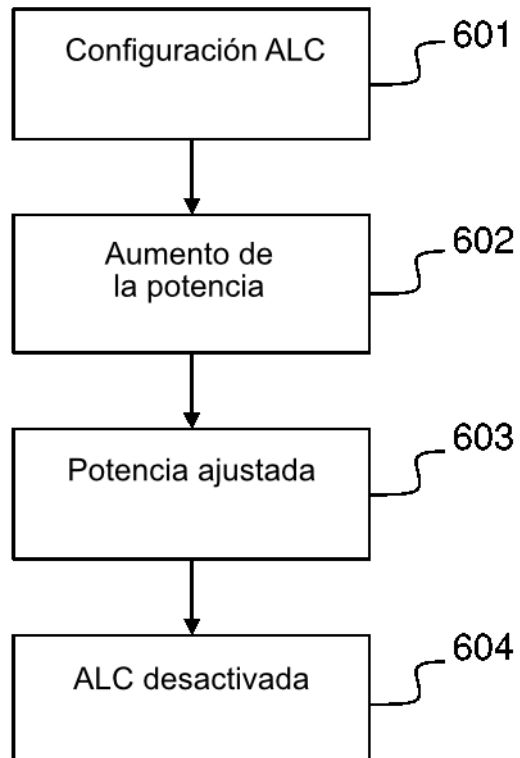 Configuración ALC
601
Aumento de
la potencia
602
Potencia ajustada
603
ALC desactivada
604